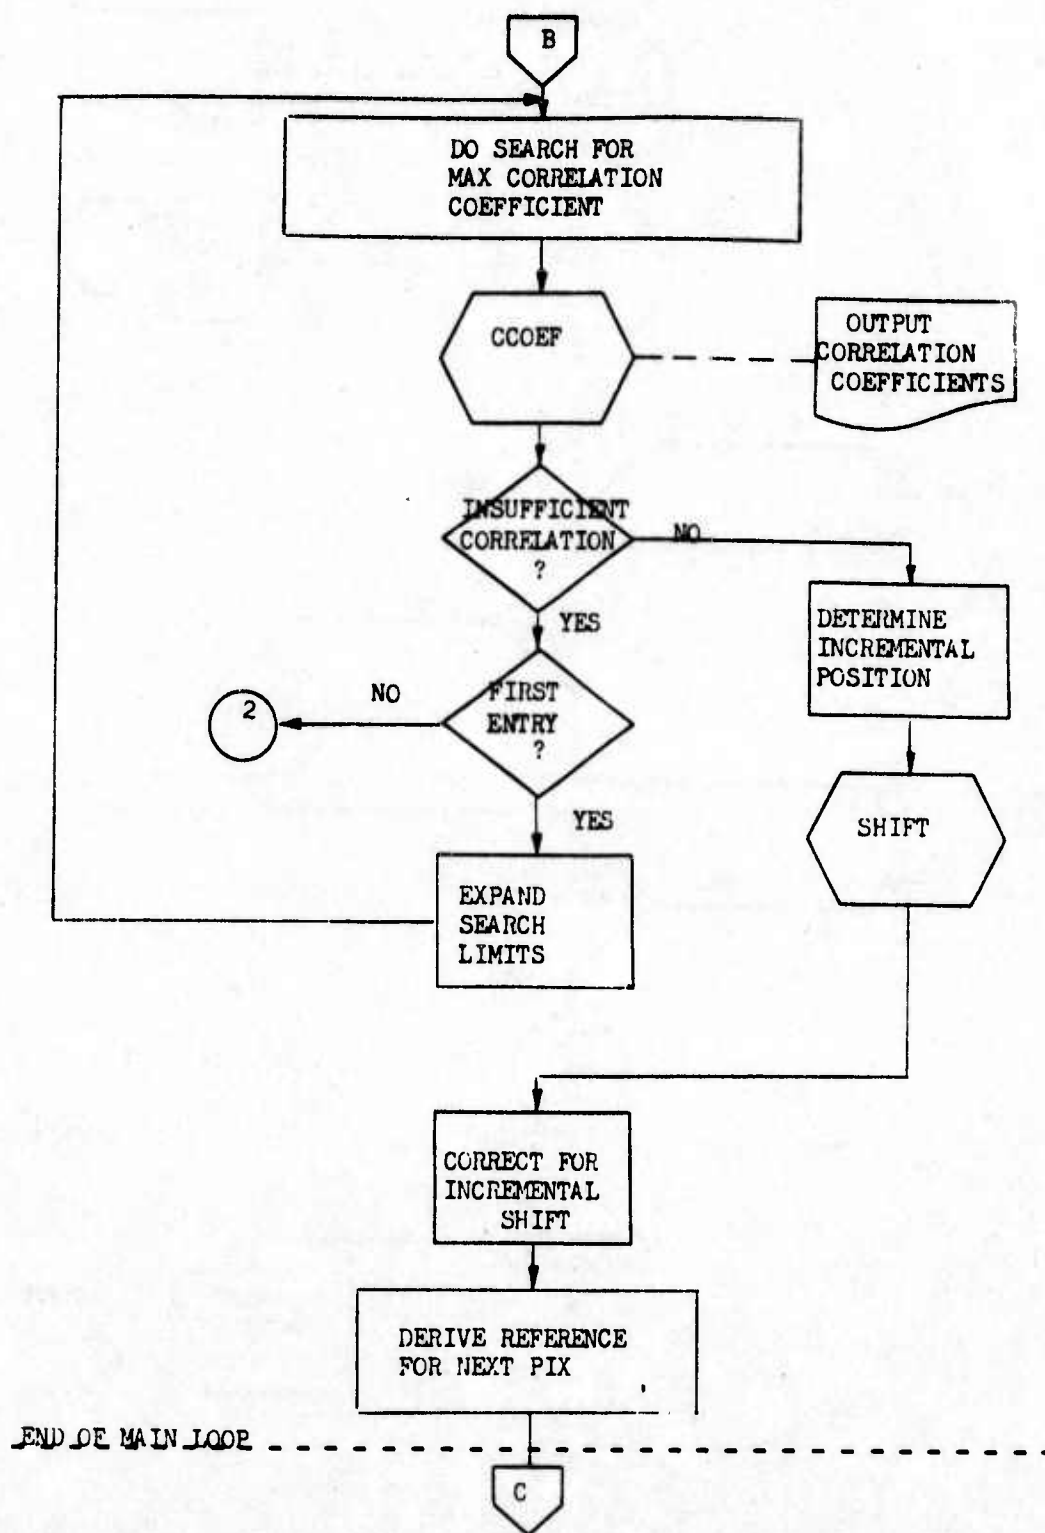 B
DO SEARCH FOR
MAX CORRELATION
COEFFICIENT
CCOEF
OUTPUT
CORRELATION
COEFFICIENTS
INSUFFICIENT
CORRELATION
?
NO
YES
DETERMINE
INCREMENTAL
POSITION
FIRST
ENTRY
?
NO
2
YES
SHIFT
EXPAND
SEARCH
LIMITS
CORRECT FOR
INCREMENTAL
SHIFT
DERIVE REFERENCE
FOR NEXT PIX
END OF MAIN LOOP
C